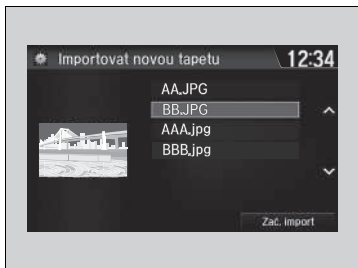 Importovat novou tapetu 12:34
AA.JPG
BB.JPG
AAA.jpg
BBB.jpg
Zač. import